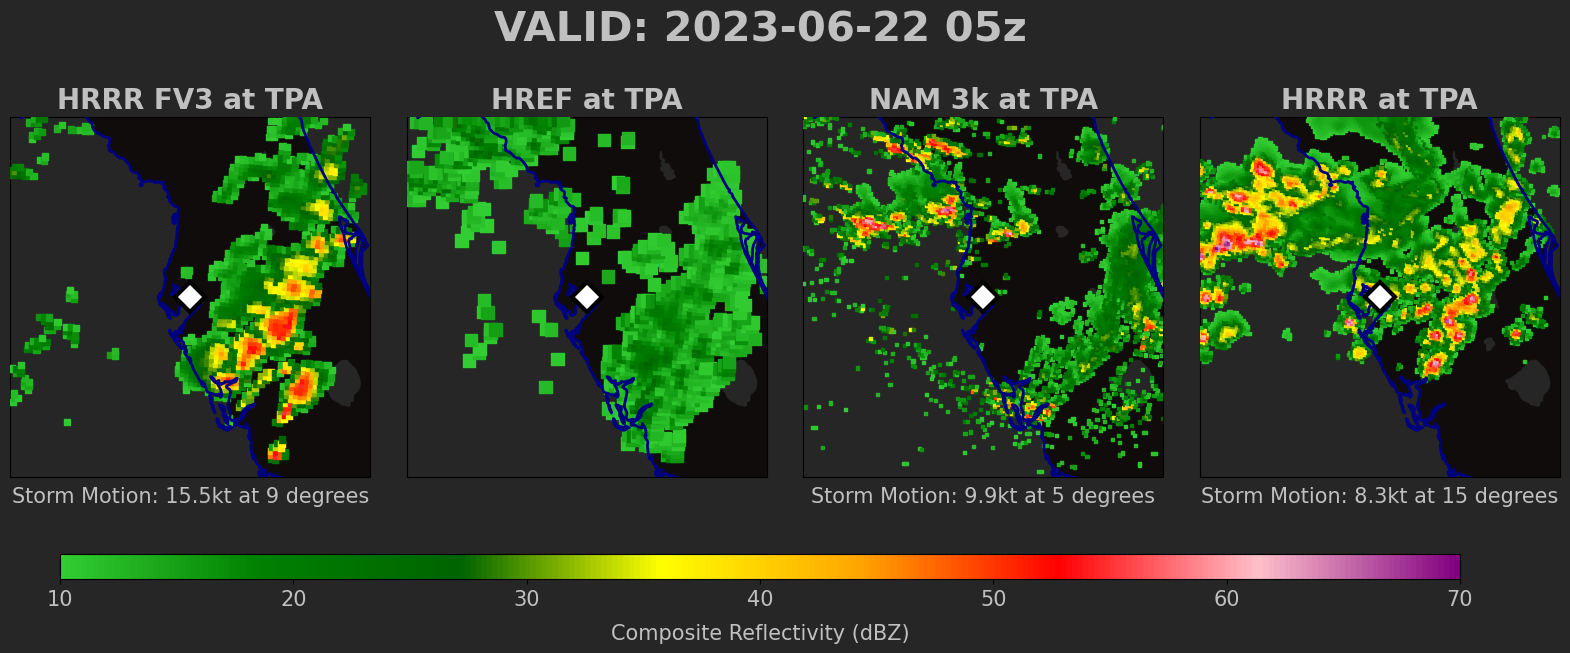 VALID: 2023-06-22 05z
HRRR FV3 at TPA
HREF at TPA
NAM 3k at TPA
HRRR at TPA
Storm Motion: 15.5kt at 9 degrees
Storm Motion: 9.9kt at 5 degrees
Storm Motion: 8.3kt at 15 degrees
10 20 30 40 50 60 70
Composite Reflectivity (dBZ)